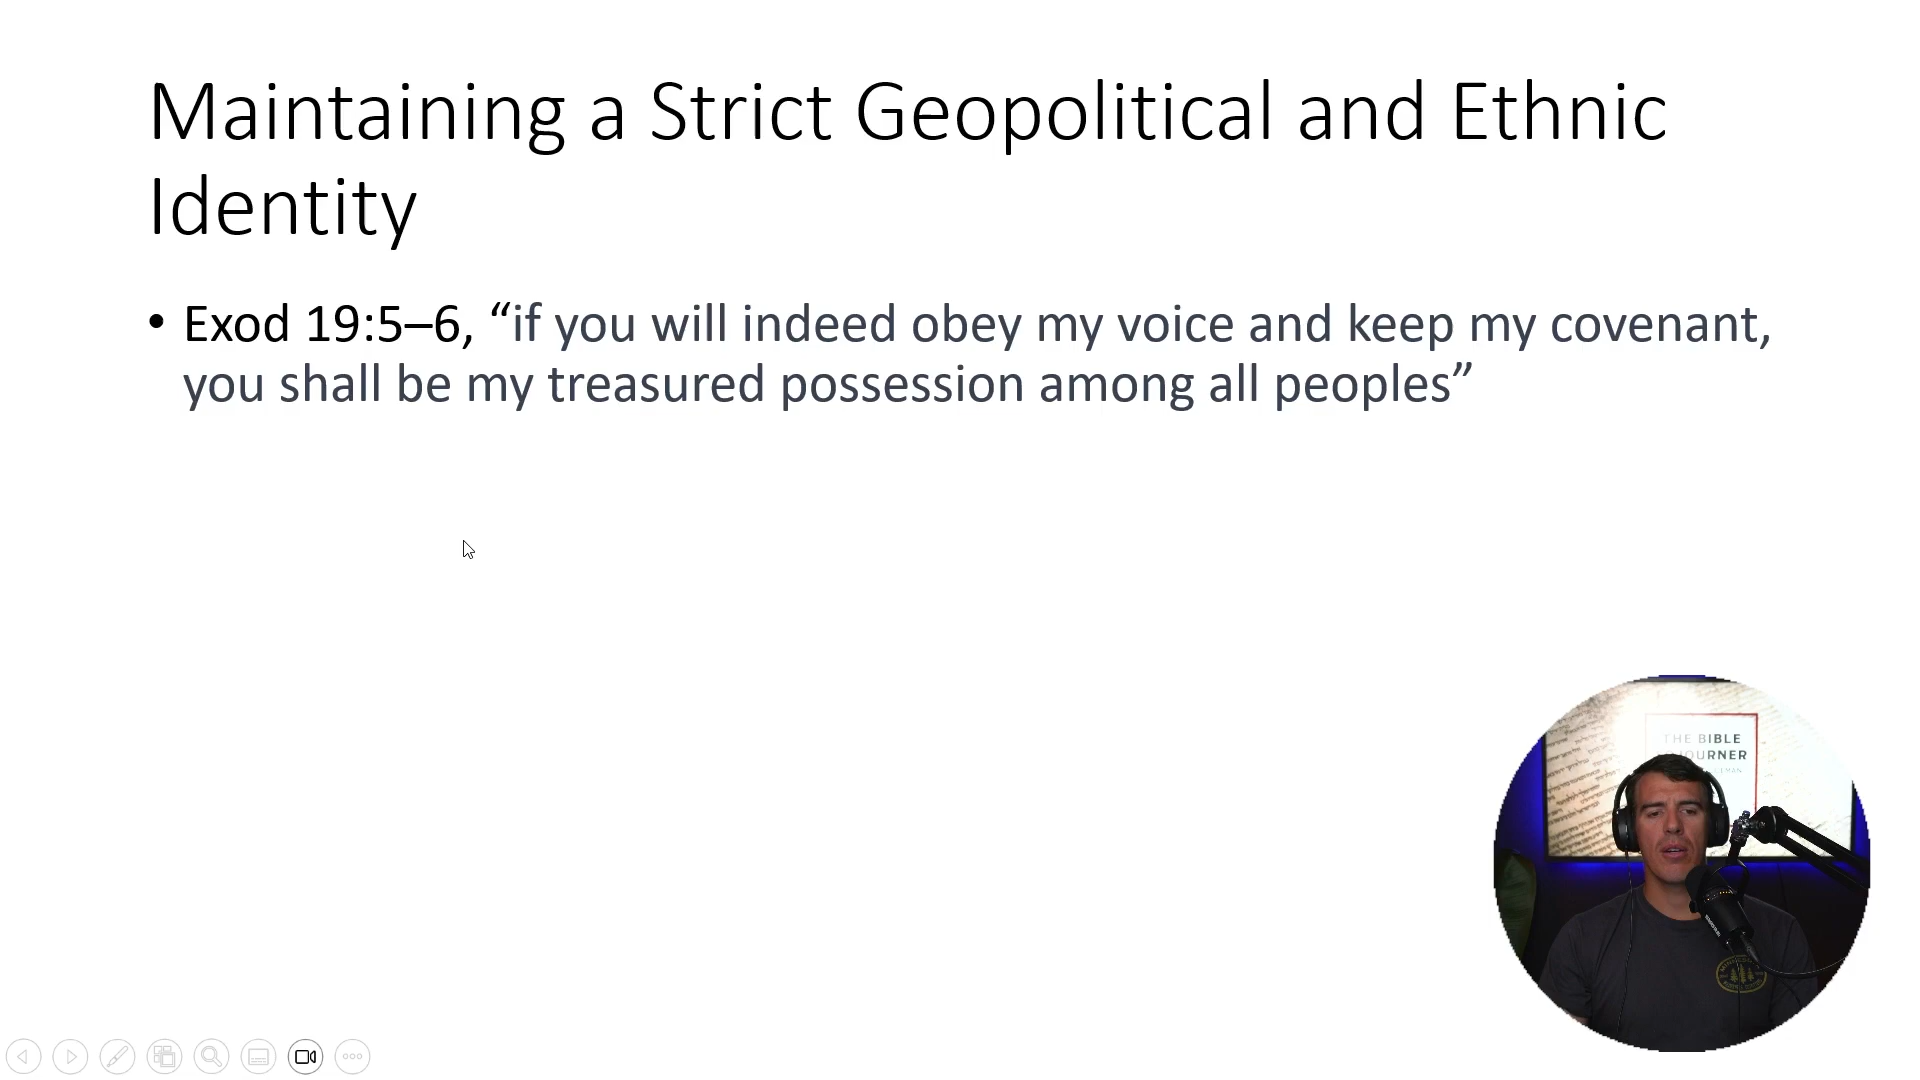 Maintaining a Strict Geopolitical and Ethnic
Identity
• Exod 19:5–6, “if you will indeed obey my voice and keep my covenant,
you shall be my treasured possession among all peoples”
THE BIBLE
JOURNER